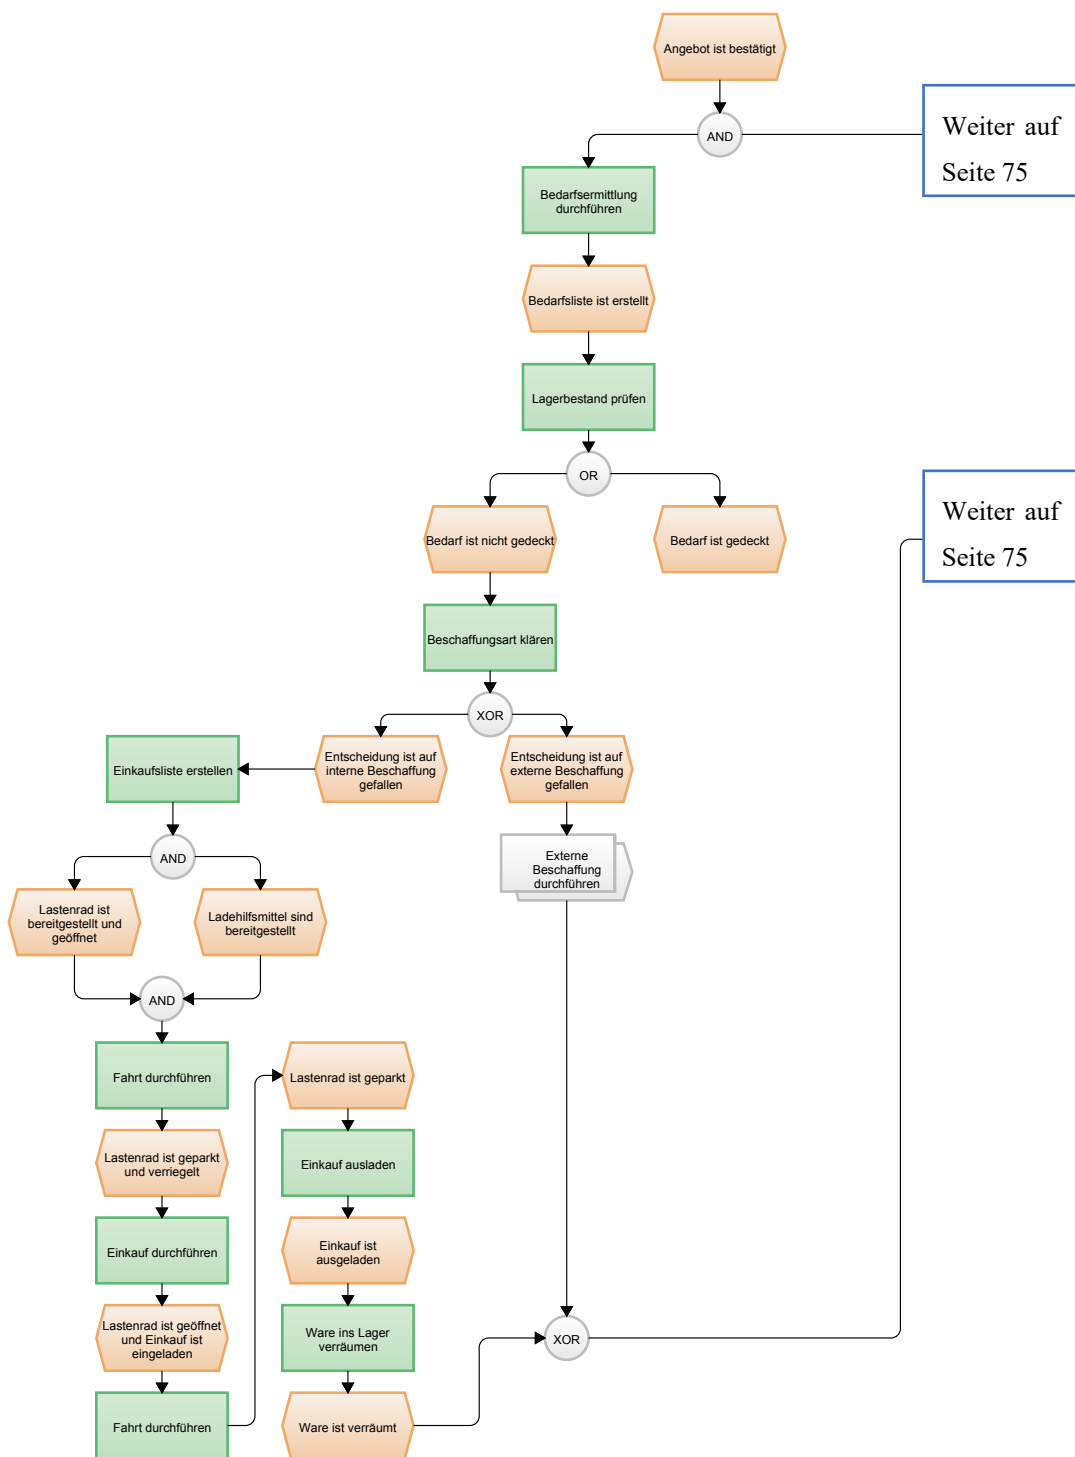 Angebot ist bestätigt
AND
Weiter auf
Seite 75
Bedarfsermittlung
durchführen
Bedarfsliste ist erstellt
Lagerbestand prüfen
OR
Bedarf ist nicht gedeckt
Bedarf ist gedeckt
Weiter auf
Seite 75
Beschaffungsart klären
XOR
Einkaufsliste erstellen
Entscheidung ist auf
interne Beschaffung
gefallen
Entscheidung ist auf
externe Beschaffung
gefallen
AND
Externe
Beschaffung
durchführen
Lastenrad ist
bereitgestellt und
geöffnet
Ladehilfsmittel sind
bereitgestellt
AND
Fahrt durchführen
Lastenrad ist geparkt
und verriegelt
Einkauf durchführen
Lastenrad ist geöffnet
und Einkauf ist
eingeladen
Fahrt durchführen
Lastenrad ist geparkt
Einkauf ausladen
Einkauf ist
ausgeladen
Ware ins Lager
verräumen
Ware ist verräumt
XOR